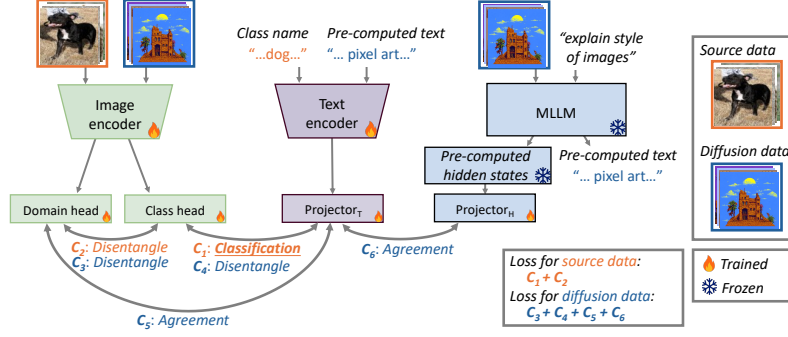 Class name
"...dog..."
Pre-computed text
"... pixel art..."
"explain style
of images"
Image
encoder
Text
encoder
MLLM
Pre-computed
hidden states
Pre-computed text
"... pixel art..."
Domain head
Class head
Projector_T
Projector_H
C_2: Disentangle
C_3: Disentangle
C_1: Classification
C_4: Disentangle
C_6: Agreement
C_5: Agreement
Source data
Diffusion data
Loss for source data:
C_1 + C_2
Loss for diffusion data:
C_3 + C_4 + C_5 + C_6
Trained
Frozen